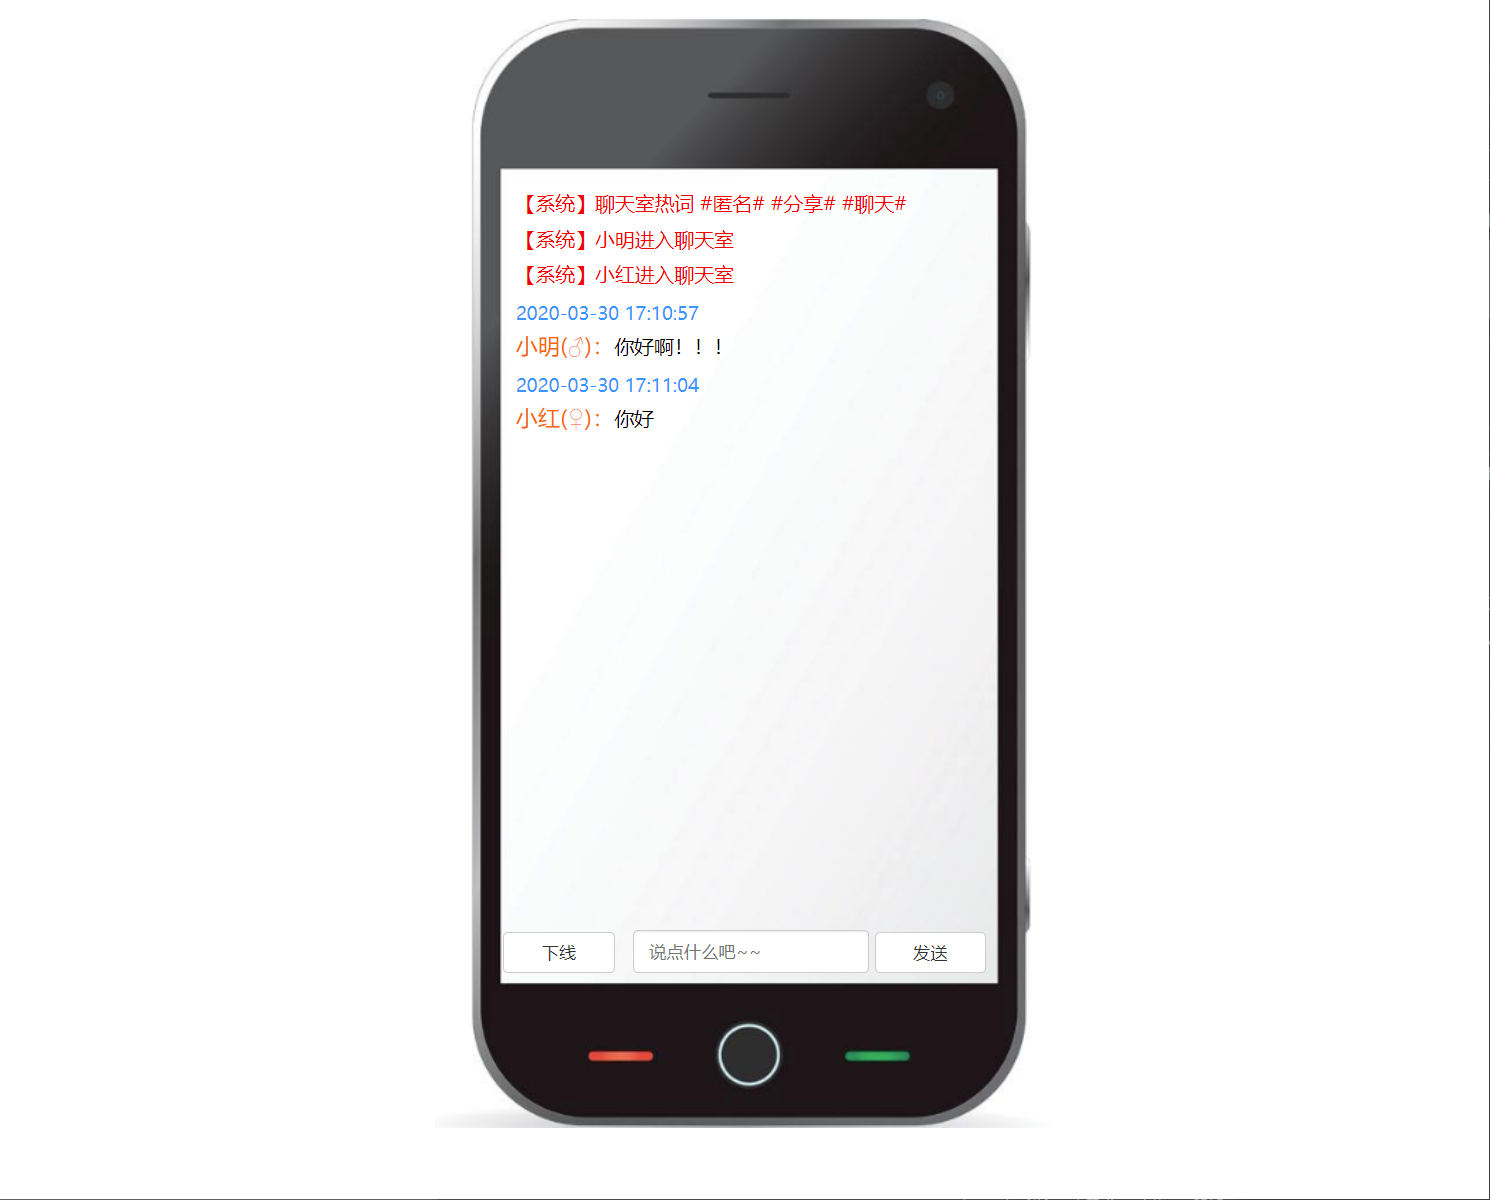 【系统】聊天室热词 #匿名# #分享# #聊天#
【系统】小明进入聊天室
【系统】小红进入聊天室
2020-03-30 17:10:57
小明(♂)：你好啊！！！
2020-03-30 17:11:04
小红(♀)：你好
下线 说点什么吧~~ 发送